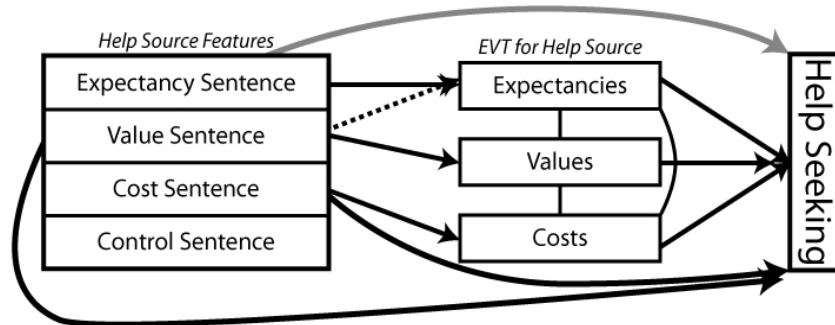 Help Source Features
EVT for Help Source
Expectancy Sentence
Value Sentence
Cost Sentence
Control Sentence
Expectancies
Values
Costs
Help Seeking